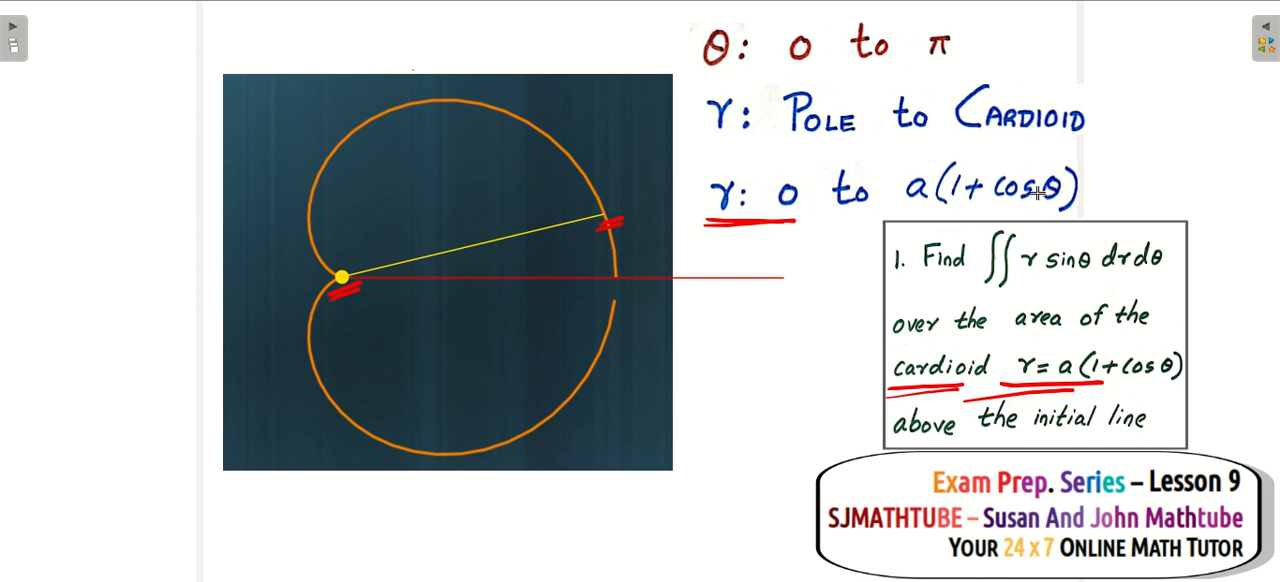 θ: 0 to π
r: POLE to CARDIOID
r: 0 to a(1+cosθ)
1. Find ∬ r sinθ drdθ
over the area of the
cardioid r=a(1+cosθ)
above the initial line
Exam Prep. Series – Lesson 9
SJMATHTUBE – Susan And John Mathtube
YOUR 24 x 7 ONLINE MATH TUTOR